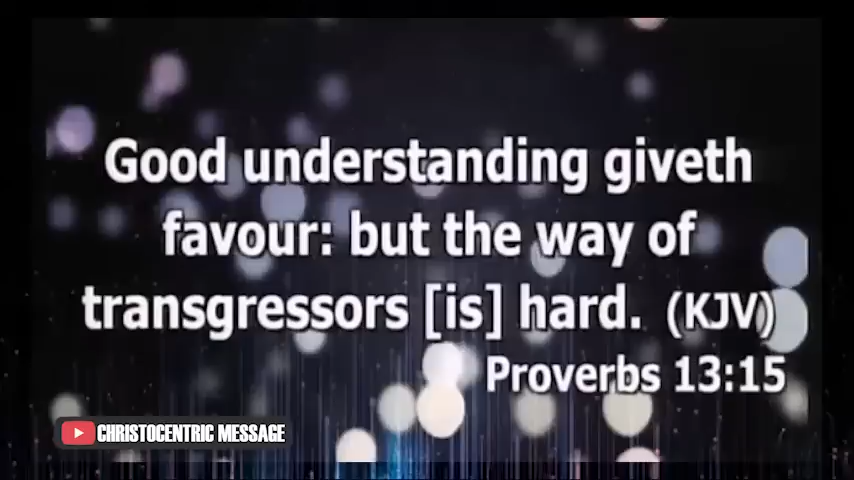 Good understanding giveth
favour: but the way of
transgressors [is] hard. (KJV)
Proverbs 13:15
CHRISTOCENTRIC MESSAGE